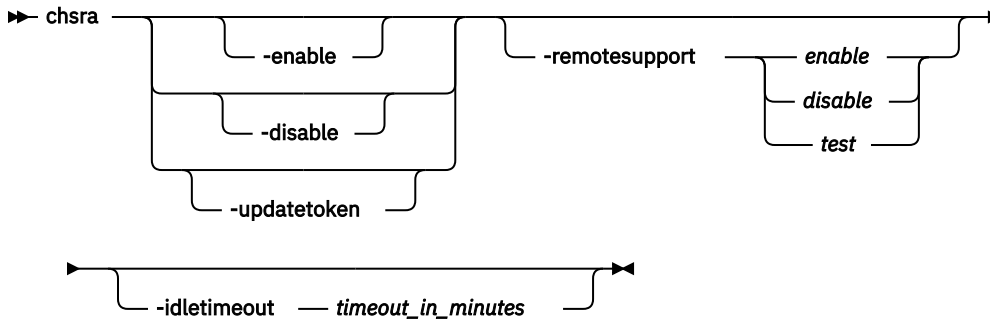 chsra
-enable
-disable
-updatetoken
-remotesupport
enable
disable
test
-idletimeout timeout_in_minutes